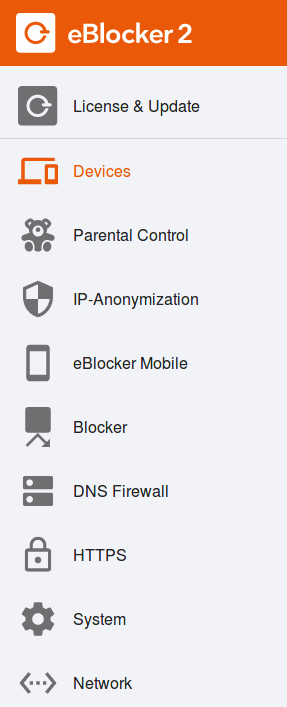 eBlocker 2
License & Update
Devices
Parental Control
IP-Anonymization
eBlocker Mobile
Blocker
DNS Firewall
HTTPS
System
Network